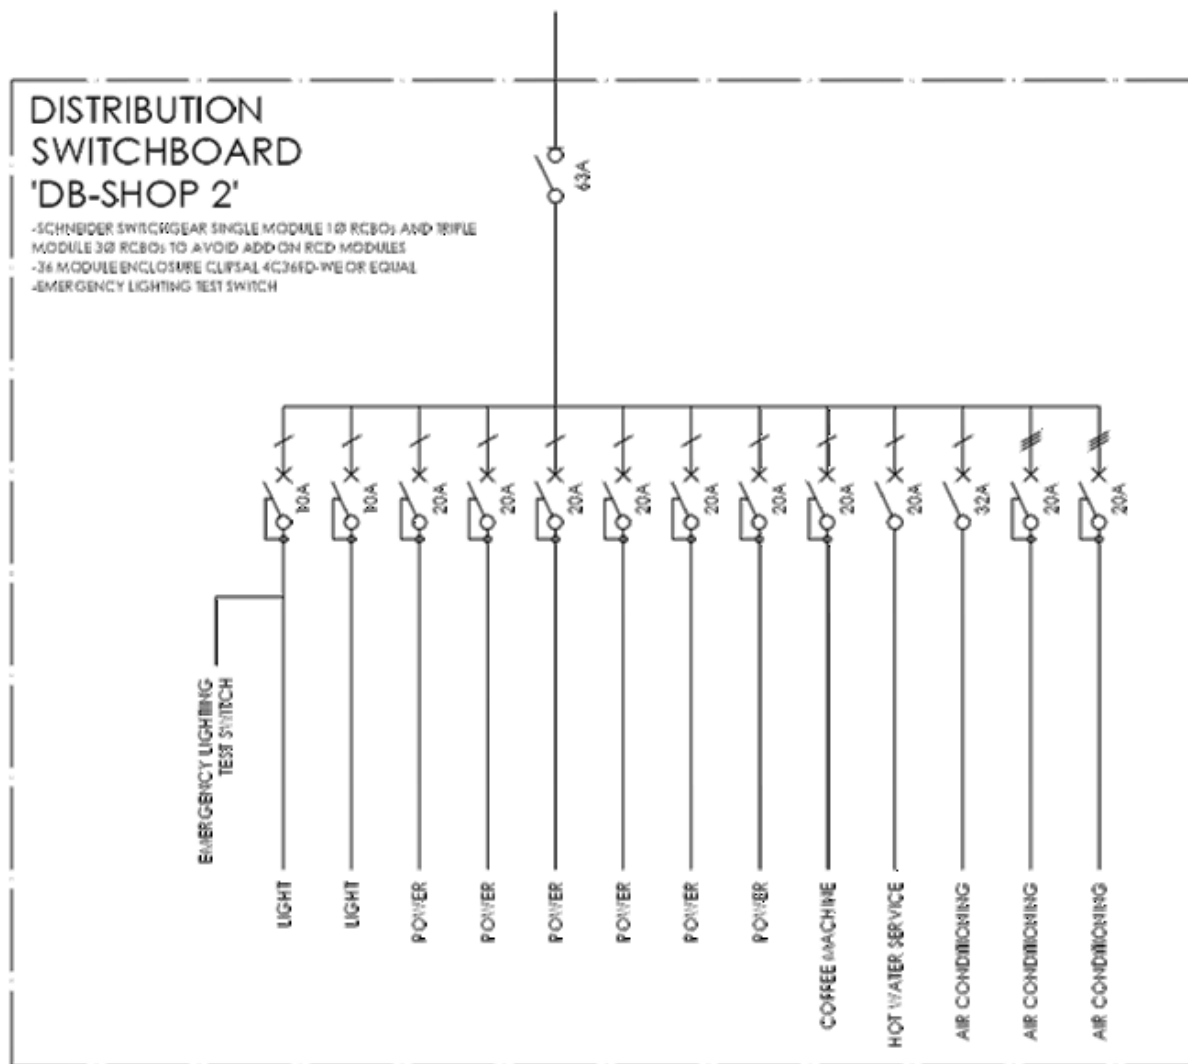 DISTRIBUTION
SWITCHBOARD
'DB-SHOP 2'
-SCHNEIDER SWITCHGEAR SINGLE MODULE 1Ø RCBOs AND TRIPLE
MODULE 3Ø RCBOs TO AVOID ADD ON RCD MODULES
-36 MODULE ENCLOSURE CLIPSAL 4C36FD-WE OR EQUAL
-EMERGENCY LIGHTING TEST SWITCH
63A
10A
10A
20A
20A
20A
20A
20A
20A
20A
20A
32A
20A
20A
EMERGENCY LIGHTING
TEST SWITCH
LIGHT
LIGHT
POWER
POWER
POWER
POWER
POWER
POWER
COFFEE MACHINE
HOT WATER SERVICE
AIR CONDITIONING
AIR CONDITIONING
AIR CONDITIONING